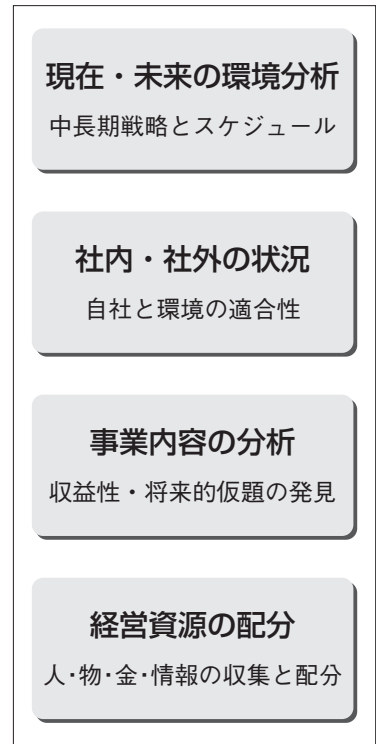 現在・未来の環境分析
中長期戦略とスケジュール
社内・社外の状況
自社と環境の適合性
事業内容の分析
収益性・将来的仮題の発見
経営資源の配分
人･物･金･情報の収集と配分